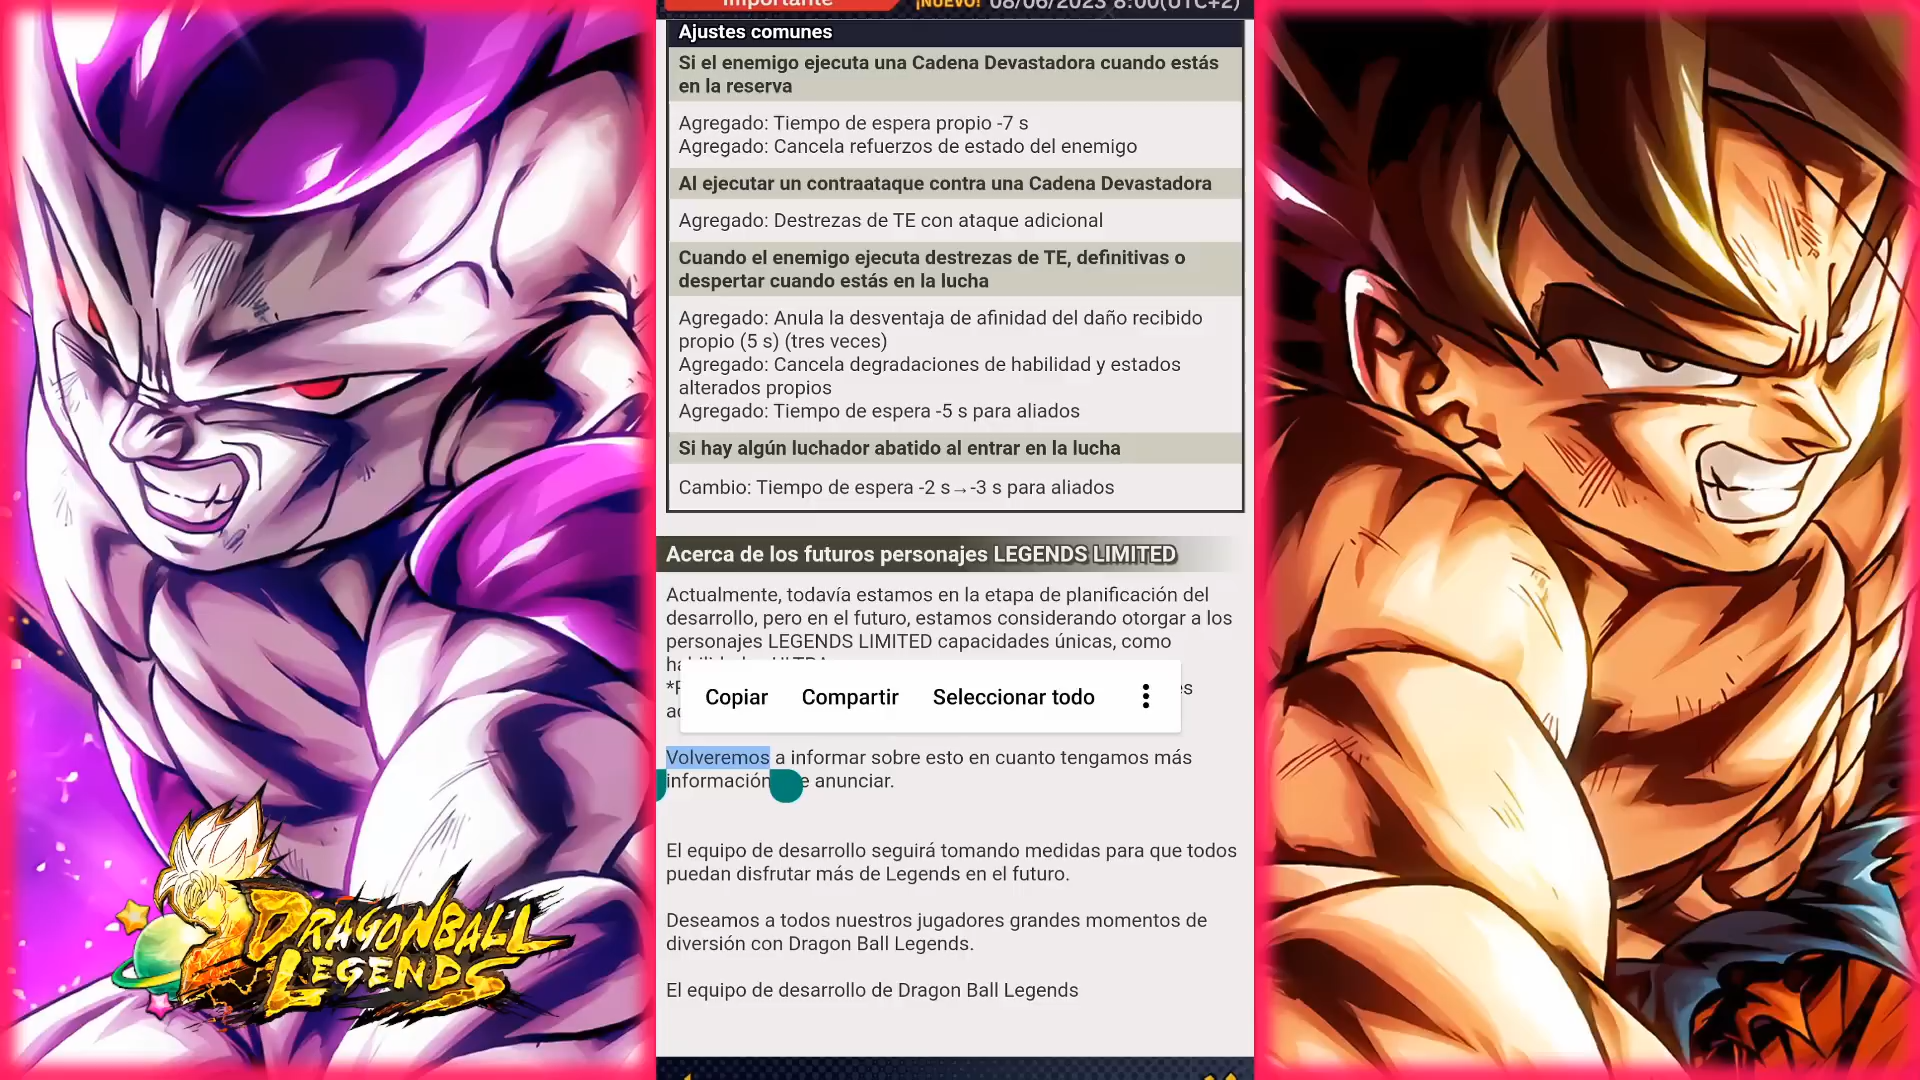 Importante
¡NUEVO! 08/06/2023 8:00(UTC+2)
Ajustes comunes
Si el enemigo ejecuta una Cadena Devastadora cuando estás
en la reserva
Agregado: Tiempo de espera propio -7 s
Agregado: Cancela refuerzos de estado del enemigo
Al ejecutar un contraataque contra una Cadena Devastadora
Agregado: Destrezas de TE con ataque adicional
Cuando el enemigo ejecuta destrezas de TE, definitivas o
despertar cuando estás en la lucha
Agregado: Anula la desventaja de afinidad del daño recibido
propio (5 s) (tres veces)
Agregado: Cancela degradaciones de habilidad y estados
alterados propios
Agregado: Tiempo de espera -5 s para aliados
Si hay algún luchador abatido al entrar en la lucha
Cambio: Tiempo de espera -2 s→-3 s para aliados
Acerca de los futuros personajes LEGENDS LIMITED
Actualmente, todavía estamos en la etapa de planificación del
desarrollo, pero en el futuro, estamos considerando otorgar a los
personajes LEGENDS LIMITED capacidades únicas, como
Copiar Compartir Seleccionar todo
Volveremos a informar sobre esto en cuanto tengamos más
información anunciar.
El equipo de desarrollo seguirá tomando medidas para que todos
puedan disfrutar más de Legends en el futuro.
Deseamos a todos nuestros jugadores grandes momentos de
diversión con Dragon Ball Legends.
El equipo de desarrollo de Dragon Ball Legends
DRAGONBALL
LEGENDS